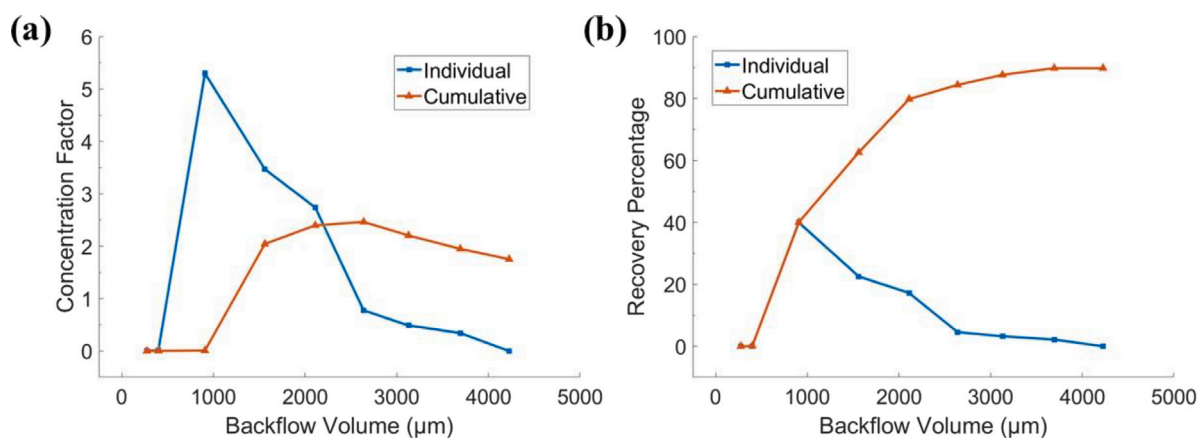 (a)
6
5
4
3
2
1
0
Concentration Factor
Individual
Cumulative
0 1000 2000 3000 4000 5000
Backflow Volume (µm)
(b)
100
80
60
40
20
0
Recovery Percentage
Individual
Cumulative
0 1000 2000 3000 4000 5000
Backflow Volume (µm)